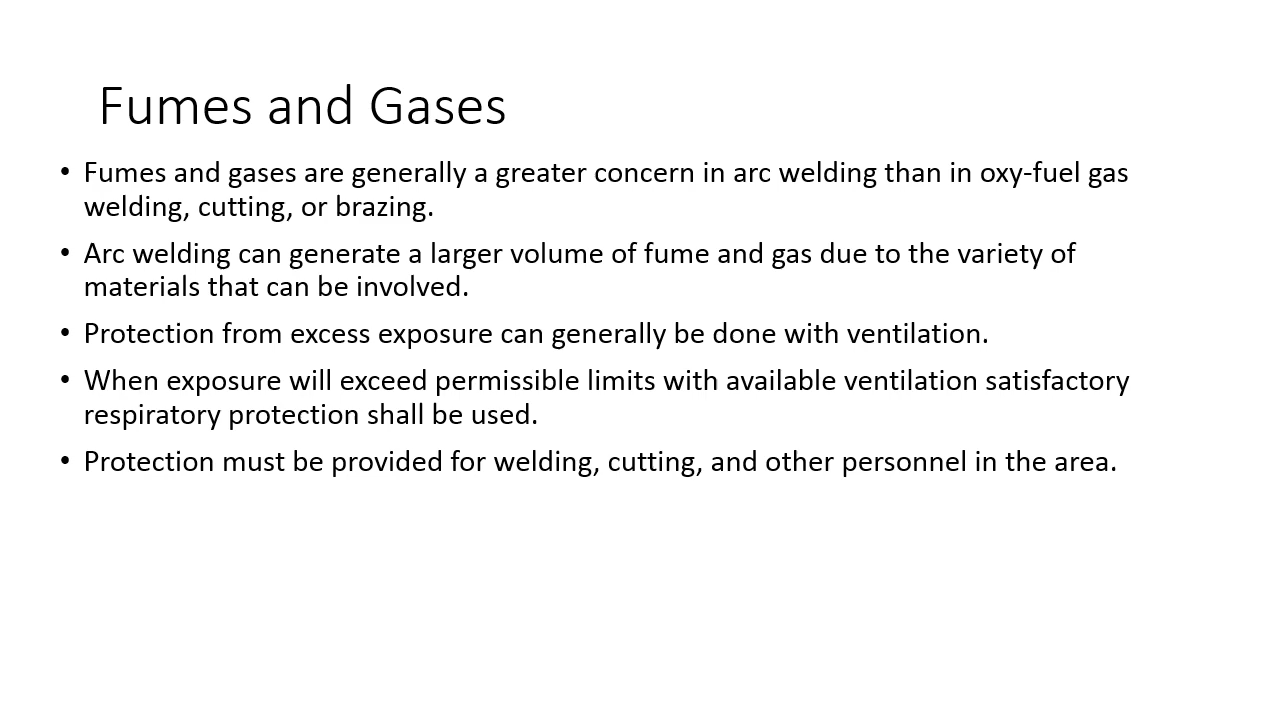 Fumes and Gases
• Fumes and gases are generally a greater concern in arc welding than in oxy-fuel gas
welding, cutting, or brazing.
• Arc welding can generate a larger volume of fume and gas due to the variety of
materials that can be involved.
• Protection from excess exposure can generally be done with ventilation.
• When exposure will exceed permissible limits with available ventilation satisfactory
respiratory protection shall be used.
• Protection must be provided for welding, cutting, and other personnel in the area.